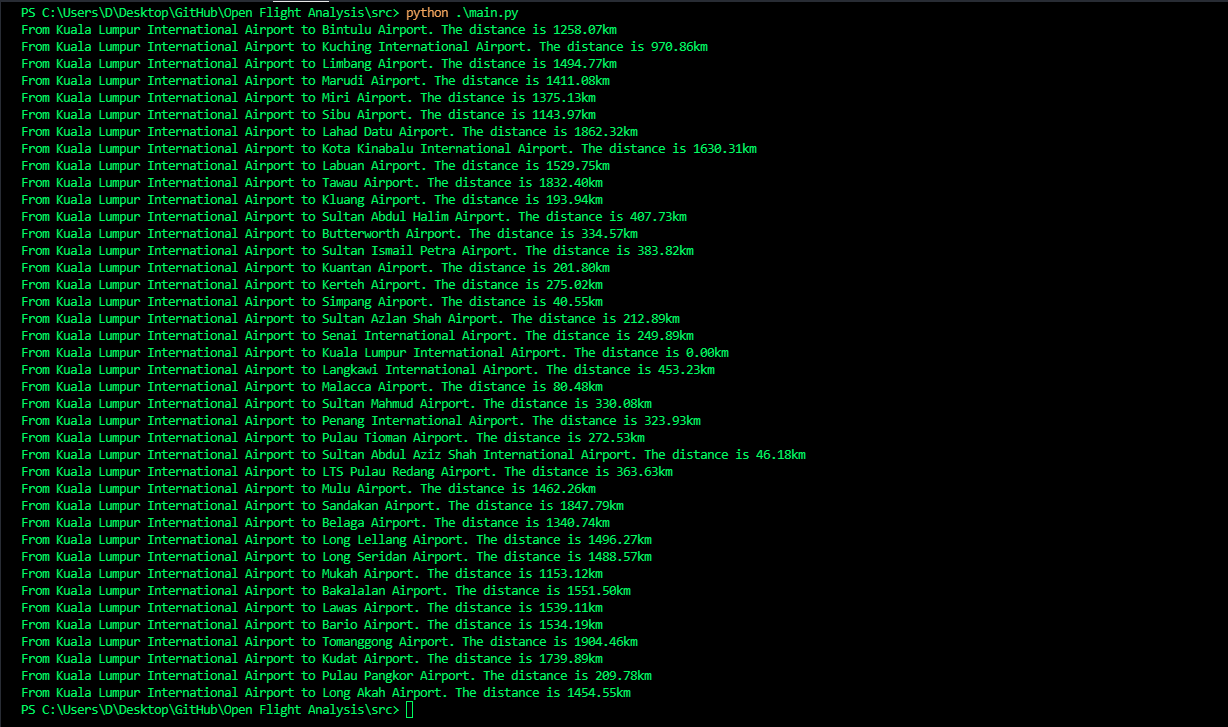 PS C:\Users\D\Desktop\GitHub\Open Flight Analysis\src> python .\main.py
From Kuala Lumpur International Airport to Bintulu Airport. The distance is 1258.07km
From Kuala Lumpur International Airport to Kuching International Airport. The distance is 970.86km
From Kuala Lumpur International Airport to Limbang Airport. The distance is 1494.77km
From Kuala Lumpur International Airport to Marudi Airport. The distance is 1411.08km
From Kuala Lumpur International Airport to Miri Airport. The distance is 1375.13km
From Kuala Lumpur International Airport to Sibu Airport. The distance is 1143.97km
From Kuala Lumpur International Airport to Lahad Datu Airport. The distance is 1862.32km
From Kuala Lumpur International Airport to Kota Kinabalu International Airport. The distance is 1630.31km
From Kuala Lumpur International Airport to Labuan Airport. The distance is 1529.75km
From Kuala Lumpur International Airport to Tawau Airport. The distance is 1832.40km
From Kuala Lumpur International Airport to Kluang Airport. The distance is 193.94km
From Kuala Lumpur International Airport to Sultan Abdul Halim Airport. The distance is 407.73km
From Kuala Lumpur International Airport to Butterworth Airport. The distance is 334.57km
From Kuala Lumpur International Airport to Sultan Ismail Petra Airport. The distance is 383.82km
From Kuala Lumpur International Airport to Kuantan Airport. The distance is 201.80km
From Kuala Lumpur International Airport to Kerteh Airport. The distance is 275.02km
From Kuala Lumpur International Airport to Simpang Airport. The distance is 40.55km
From Kuala Lumpur International Airport to Sultan Azlan Shah Airport. The distance is 212.89km
From Kuala Lumpur International Airport to Senai International Airport. The distance is 249.89km
From Kuala Lumpur International Airport to Kuala Lumpur International Airport. The distance is 0.00km
From Kuala Lumpur International Airport to Langkawi International Airport. The distance is 453.23km
From Kuala Lumpur International Airport to Malacca Airport. The distance is 80.48km
From Kuala Lumpur International Airport to Sultan Mahmud Airport. The distance is 330.08km
From Kuala Lumpur International Airport to Penang International Airport. The distance is 323.93km
From Kuala Lumpur International Airport to Pulau Tioman Airport. The distance is 272.53km
From Kuala Lumpur International Airport to Sultan Abdul Aziz Shah International Airport. The distance is 46.18km
From Kuala Lumpur International Airport to LTS Pulau Redang Airport. The distance is 363.63km
From Kuala Lumpur International Airport to Mulu Airport. The distance is 1462.26km
From Kuala Lumpur International Airport to Sandakan Airport. The distance is 1847.79km
From Kuala Lumpur International Airport to Belaga Airport. The distance is 1340.74km
From Kuala Lumpur International Airport to Long Lellang Airport. The distance is 1496.27km
From Kuala Lumpur International Airport to Long Seridan Airport. The distance is 1488.57km
From Kuala Lumpur International Airport to Mukah Airport. The distance is 1153.12km
From Kuala Lumpur International Airport to Bakalalan Airport. The distance is 1551.50km
From Kuala Lumpur International Airport to Lawas Airport. The distance is 1539.11km
From Kuala Lumpur International Airport to Bario Airport. The distance is 1534.19km
From Kuala Lumpur International Airport to Tomanggong Airport. The distance is 1904.46km
From Kuala Lumpur International Airport to Kudat Airport. The distance is 1739.89km
From Kuala Lumpur International Airport to Pulau Pangkor Airport. The distance is 209.78km
From Kuala Lumpur International Airport to Long Akah Airport. The distance is 1454.55km
PS C:\Users\D\Desktop\GitHub\Open Flight Analysis\src>